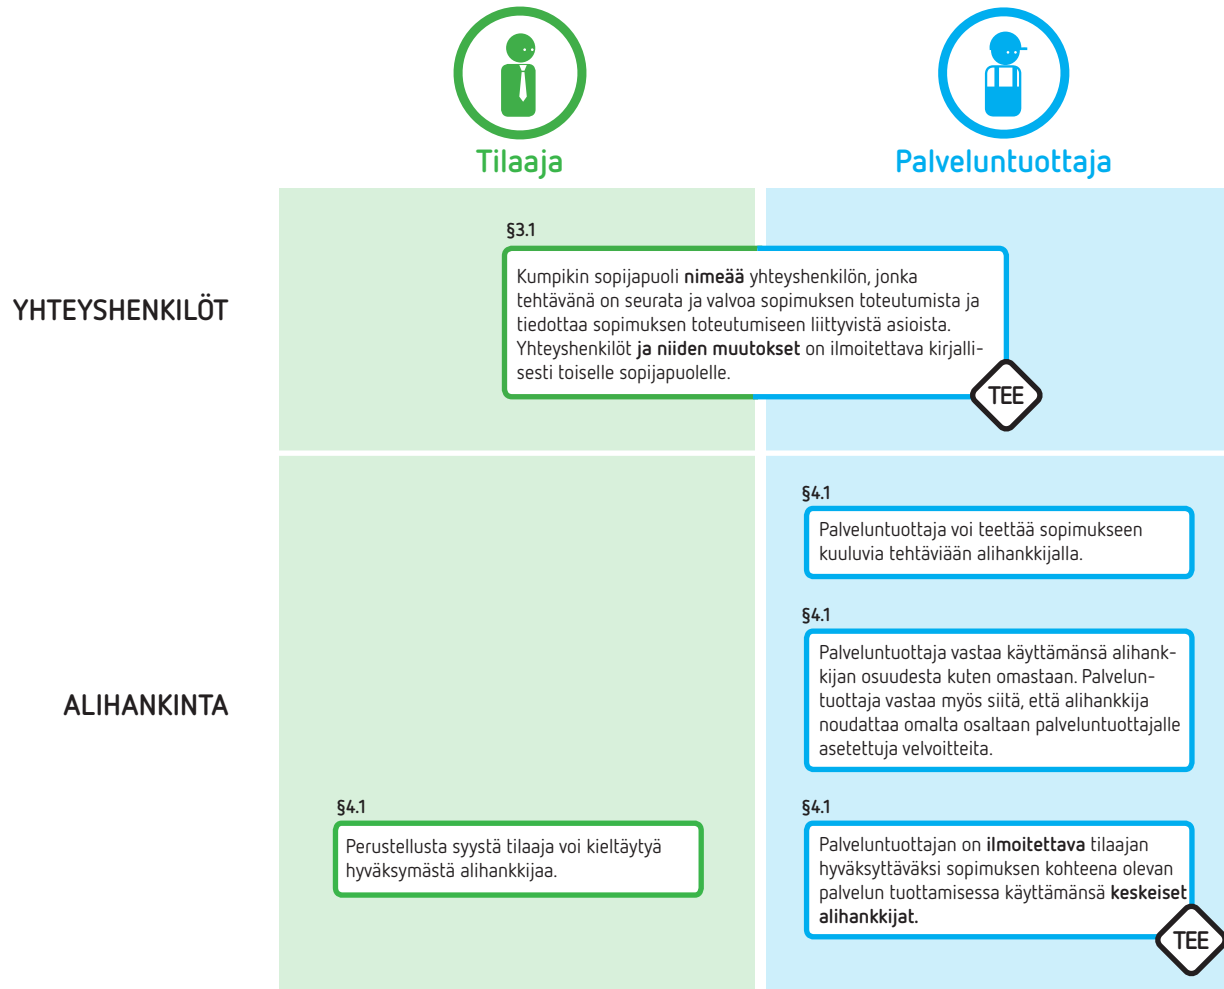 Tilaaja
Palveluntuottaja
YHTEYSHENKILÖT
§3.1
Kumpikin sopijapuoli nimeää yhteyshenkilön, jonka
tehtävänä on seurata ja valvoa sopimuksen toteutumista ja
tiedottaa sopimuksen toteutumiseen liittyvistä asioista.
Yhteyshenkilöt ja niiden muutokset on ilmoitettava kirjalli-
sesti toiselle sopijapuolelle.
TEE
ALIHANKINTA
§4.1
Palveluntuottaja voi teettää sopimukseen
kuuluvia tehtäviään alihankkijalla.
§4.1
Palveluntuottaja vastaa käyttämänsä alihank-
kijan osuudesta kuten omastaan. Palvelun-
tuottaja vastaa myös siitä, että alihankkija
noudattaa omalta osaltaan palveluntuottajalle
asetettuja velvoitteita.
§4.1
Perustellusta syystä tilaaja voi kieltäytyä
hyväksymästä alihankkijaa.
§4.1
Palveluntuottajan on ilmoitettava tilaajan
hyväksyttäväksi sopimuksen kohteena olevan
palvelun tuottamisessa käyttämänsä keskeiset
alihankkijat.
TEE